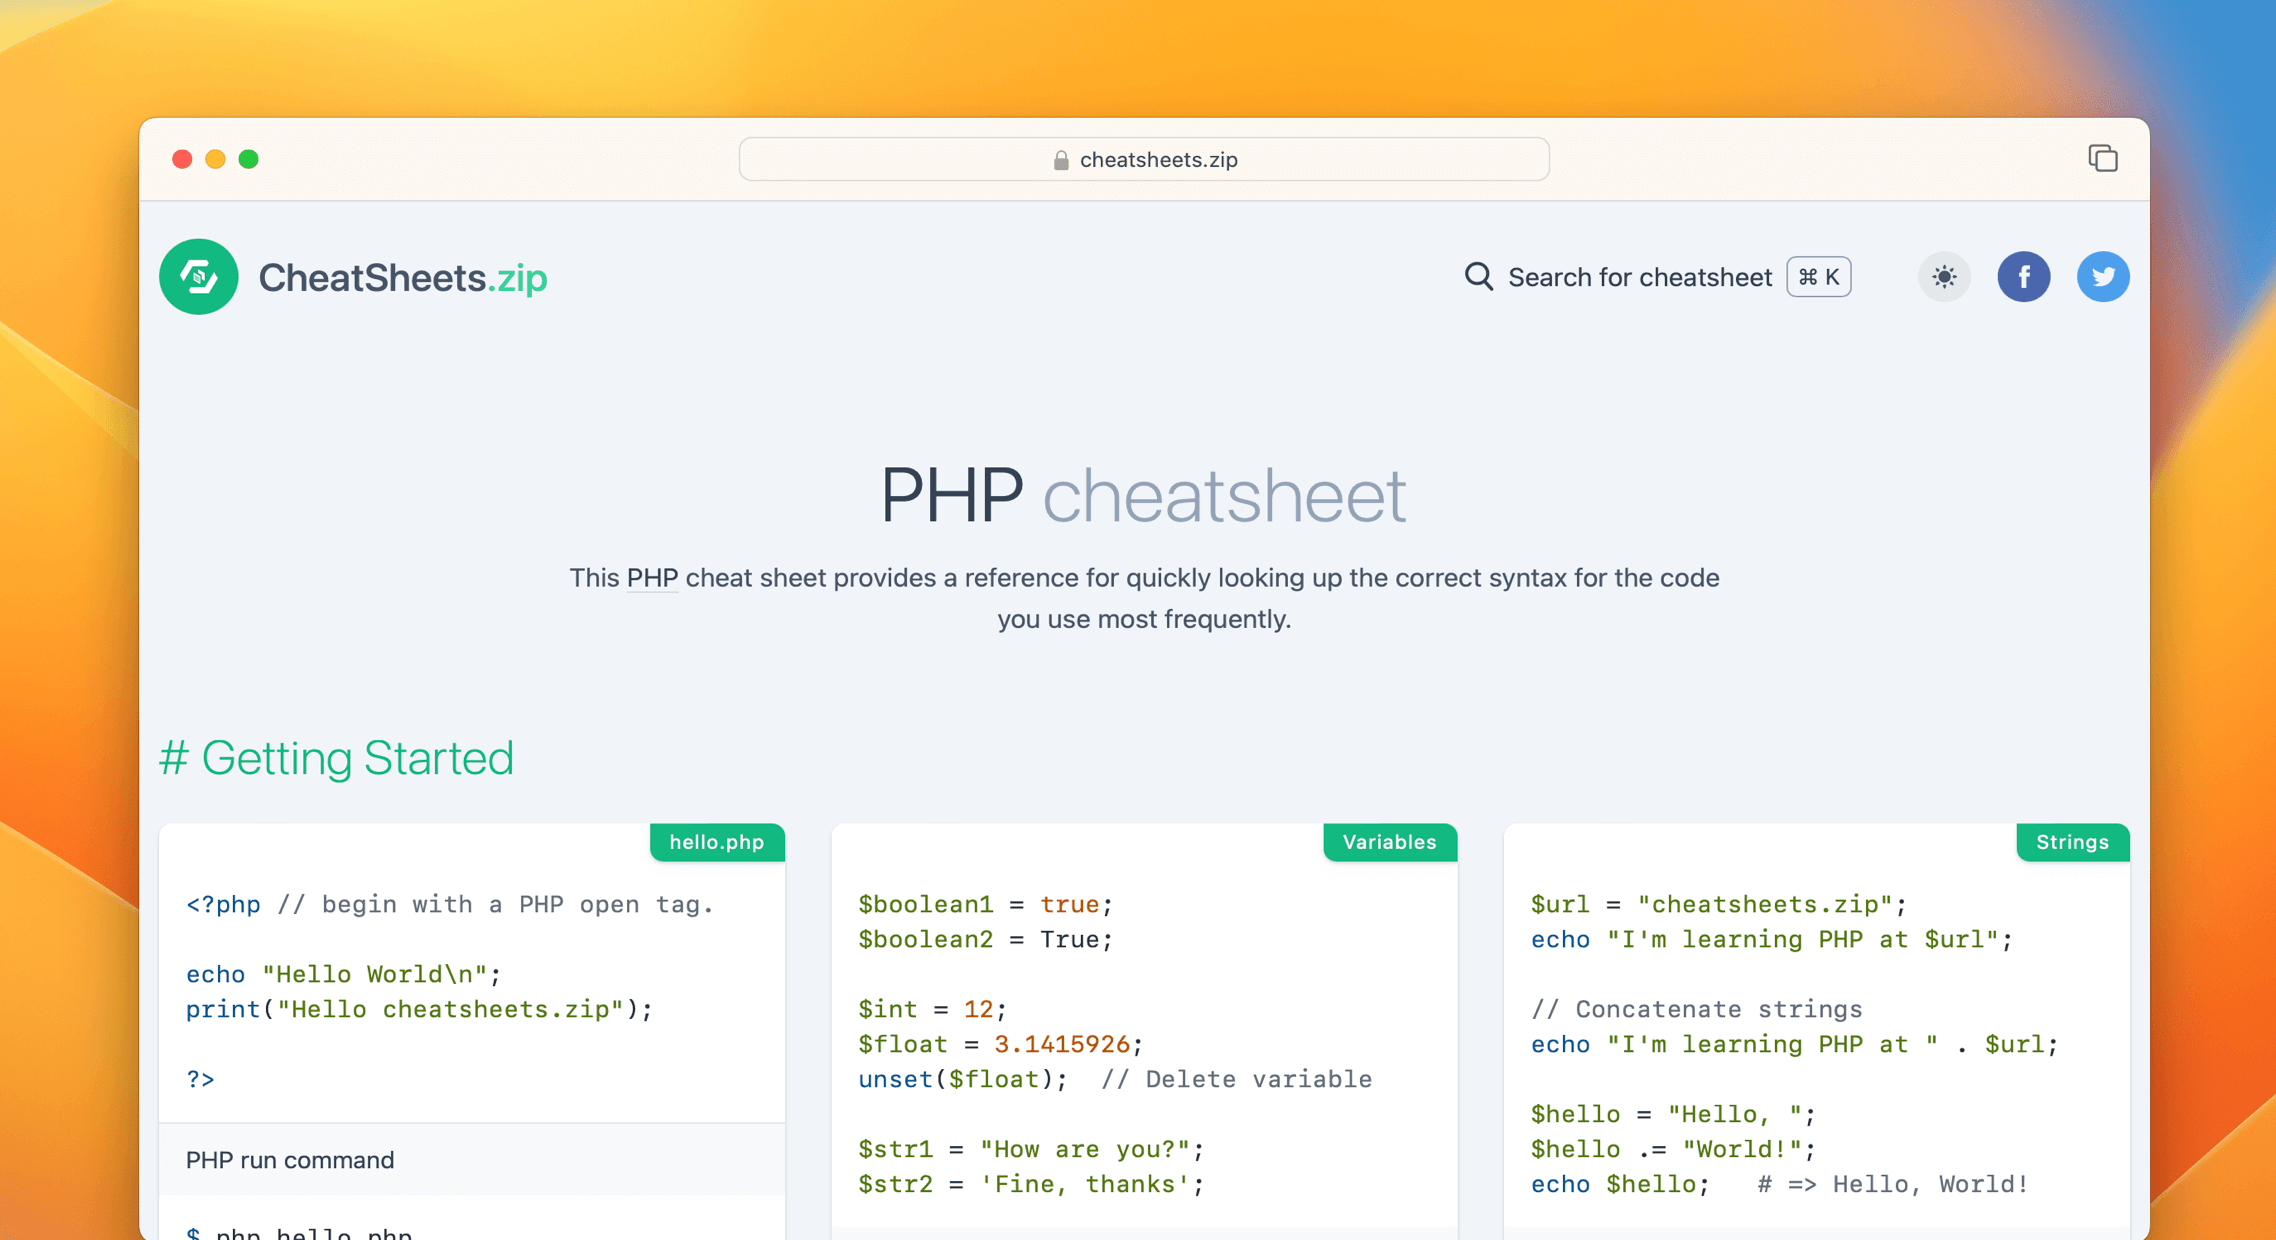 cheatsheets.zip
CheatSheets.zip
Search for cheatsheet ⌘ K
f
PHP cheatsheet
This PHP cheat sheet provides a reference for quickly looking up the correct syntax for the code
you use most frequently.
# Getting Started
hello.php
<?php // begin with a PHP open tag.
echo "Hello World\n";
print("Hello cheatsheets.zip");
?>
PHP run command
$ php hello.php
Variables
$boolean1 = true;
$boolean2 = True;
$int = 12;
$float = 3.1415926;
unset($float);  // Delete variable
$str1 = "How are you?";
$str2 = 'Fine, thanks';
Strings
$url = "cheatsheets.zip";
echo "I'm learning PHP at $url";
// Concatenate strings
echo "I'm learning PHP at " . $url;
$hello = "Hello, ";
$hello .= "World!";
echo $hello;   # => Hello, World!